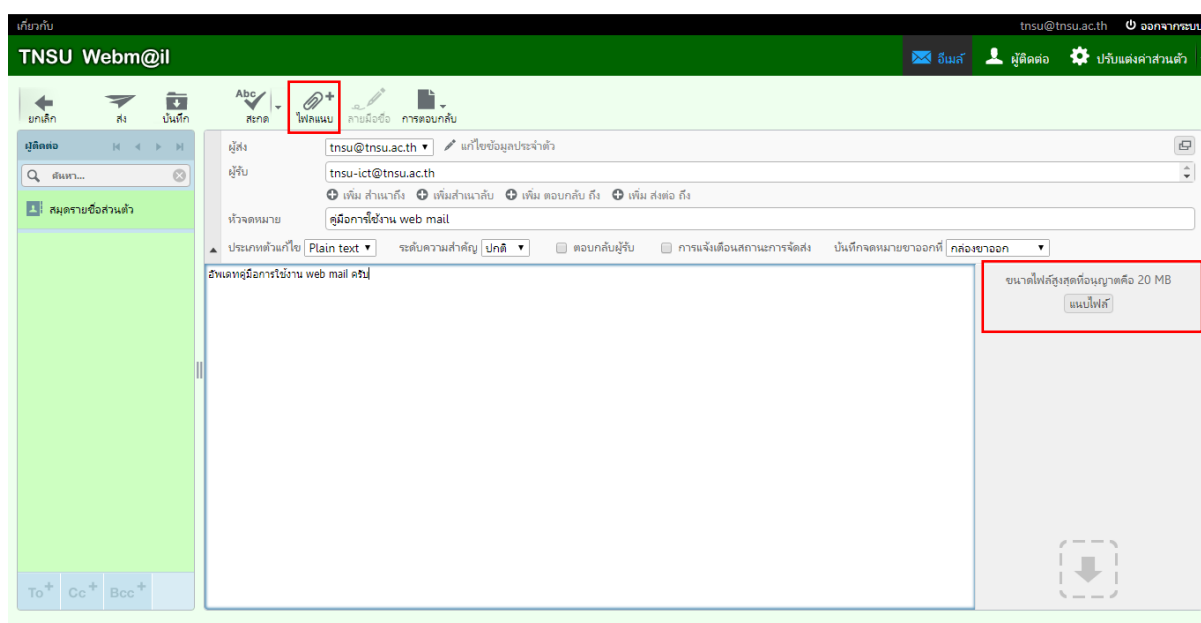 เกี่ยวกับ
tnsu@tnsu.ac.th ออกจากระบบ
TNSU Webm@il
อีเมล์ ผู้ติดต่อ ปรับแต่งค่าส่วนตัว
ยกเลิก ส่ง บันทึก Abc สะกด ไฟลแนบ ลายมือชื่อ การตอบกลับ
ผู้ติดต่อ
ค้นหา...
สมุดรายชื่อส่วนตัว
ผู้ส่ง tnsu@tnsu.ac.th แก้ไขข้อมูลประจำตัว
ผู้รับ tnsu-ict@tnsu.ac.th
เพิ่ม สำเนาถึง เพิ่มสำเนาลับ เพิ่ม ตอบกลับ ถึง เพิ่ม ส่งต่อ ถึง
หัวจดหมาย คู่มือการใช้งาน web mail
ประเภทตัวแก้ไข Plain text ระดับความสำคัญ ปกติ ตอบกลับผู้รับ การแจ้งเตือนสถานะการจัดส่ง บันทึกจดหมายขาออกที่ กล่องขาออก
อัพเดทคู่มือการใช้งาน web mail ครับ
ขนาดไฟล์สูงสุดที่อนุญาตคือ 20 MB
แนบไฟล์
To+ Cc+ Bcc+